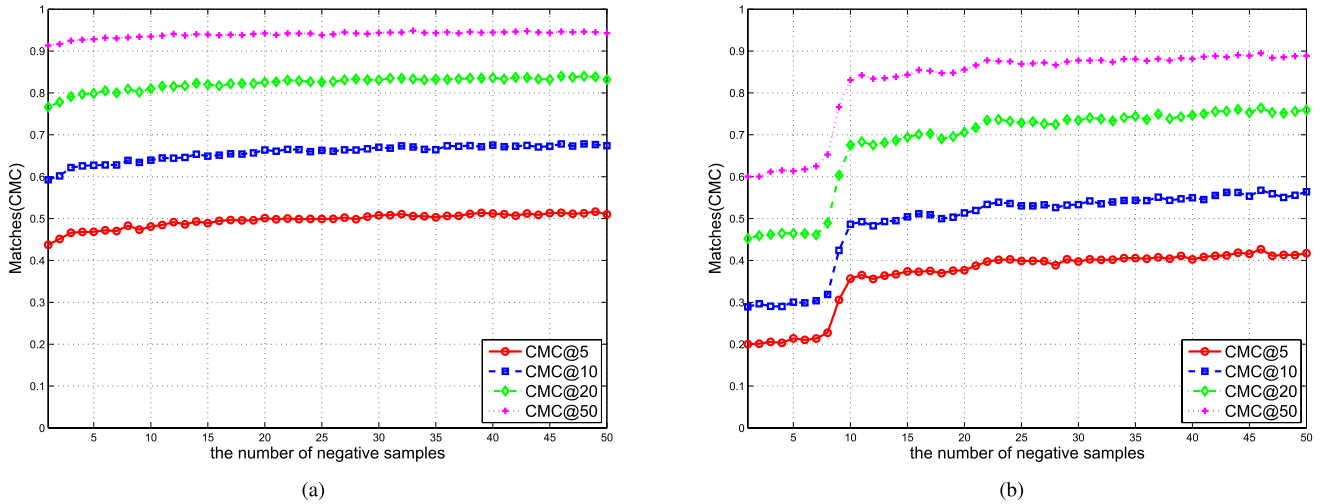 1
0.9
0.8
0.7
0.6
0.5
0.4
0.3
0.2
0.1
0
Matches(CMC)
5 10 15 20 25 30 35 40 45 50
the number of negative samples
CMC@5
CMC@10
CMC@20
CMC@50
(a)
1
0.9
0.8
0.7
0.6
0.5
0.4
0.3
0.2
0.1
0
Matches(CMC)
5 10 15 20 25 30 35 40 45 50
the number of negative samples
CMC@5
CMC@10
CMC@20
CMC@50
(b)